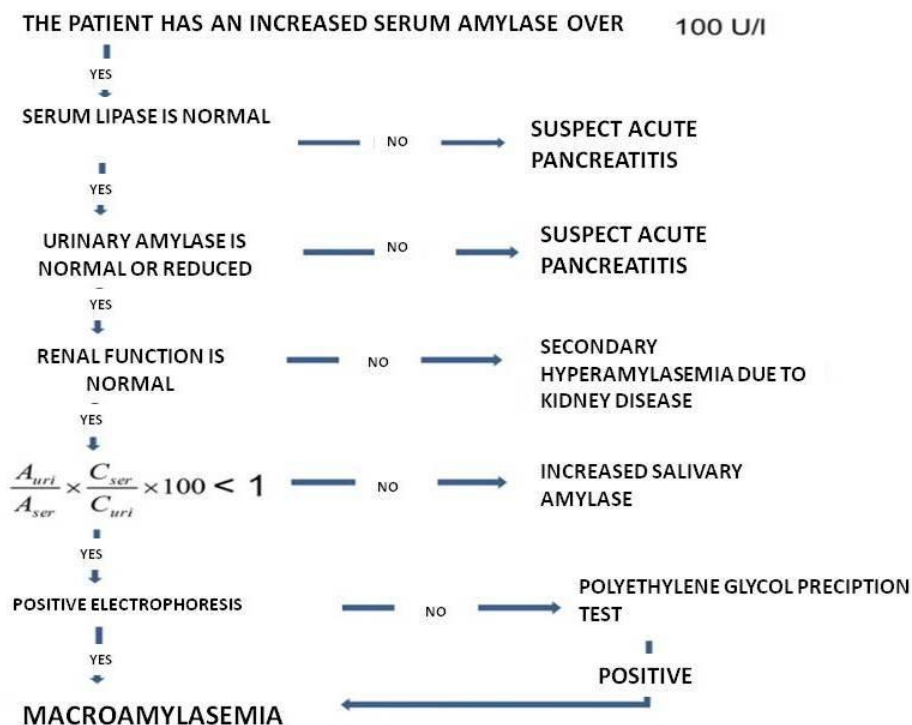 THE PATIENT HAS AN INCREASED SERUM AMYLASE OVER 100 U/l
YES
SERUM LIPASE IS NORMAL
NO
SUSPECT ACUTE
PANCREATITIS
YES
URINARY AMYLASE IS
NORMAL OR REDUCED
NO
SUSPECT ACUTE
PANCREATITIS
YES
RENAL FUNCTION IS
NORMAL
NO
SECONDARY
HYPERAMYLASEMIA DUE TO
KIDNEY DISEASE
YES
A_uri / A_ser × C_ser / C_uri × 100 < 1
NO
INCREASED SALIVARY
AMYLASE
YES
POSITIVE ELECTROPHORESIS
NO
POLYETHYLENE GLYCOL PRECIPTION
TEST
YES
POSITIVE
MACROAMYLASEMIA